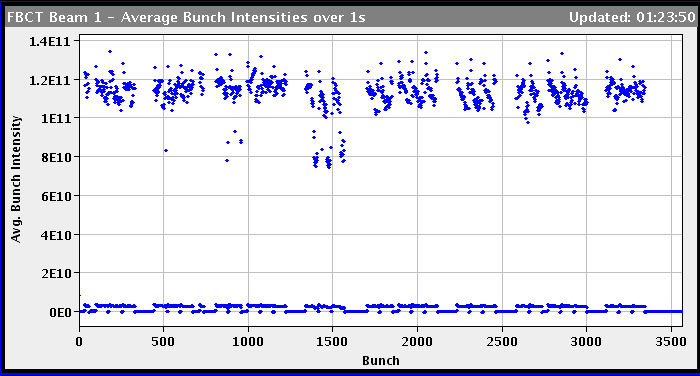 FBCT Beam 1 - Average Bunch Intensities over 1s
Updated: 01:23:50
1.4E11
1.2E11
1E11
8E10
6E10
4E10
2E10
0E0
Avg. Bunch Intensity
0
500
1000
1500
2000
2500
3000
3500
Bunch